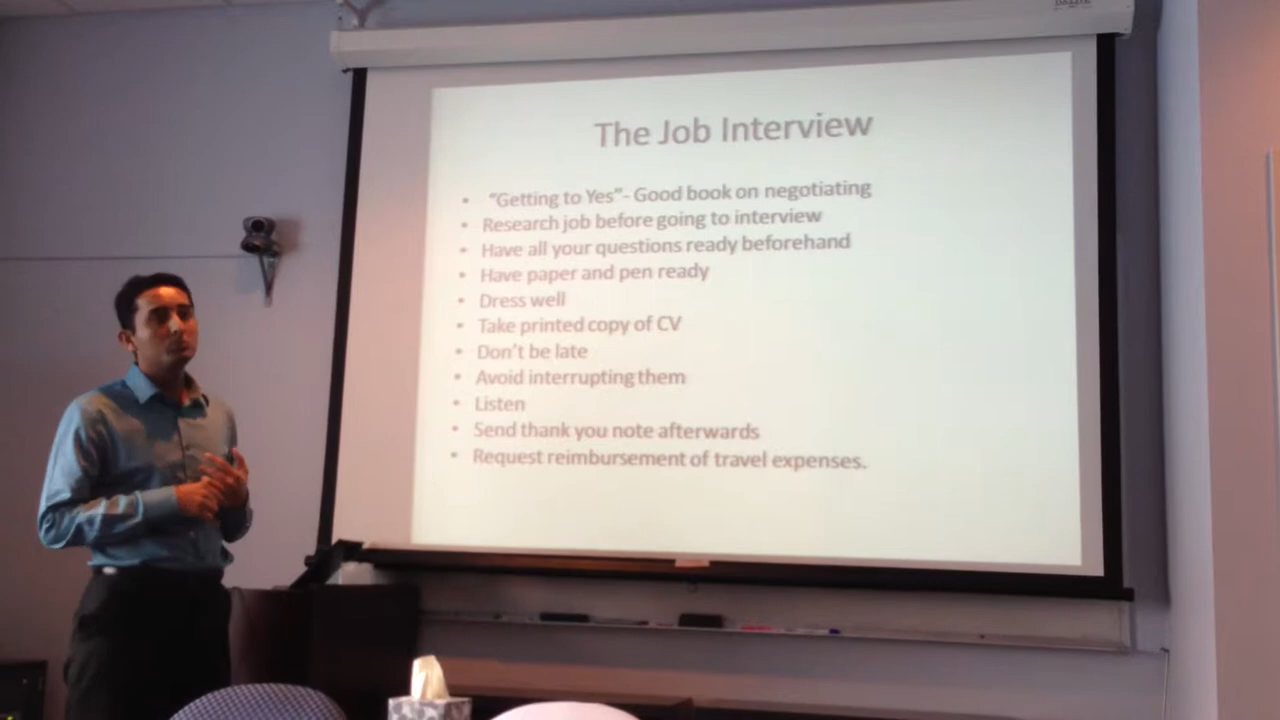 The Job Interview
• "Getting to Yes"- Good book on negotiating
• Research job before going to interview
• Have all your questions ready beforehand
• Have paper and pen ready
• Dress well
• Take printed copy of CV
• Don't be late
• Avoid interrupting them
• Listen
• Send thank you note afterwards
• Request reimbursement of travel expenses.